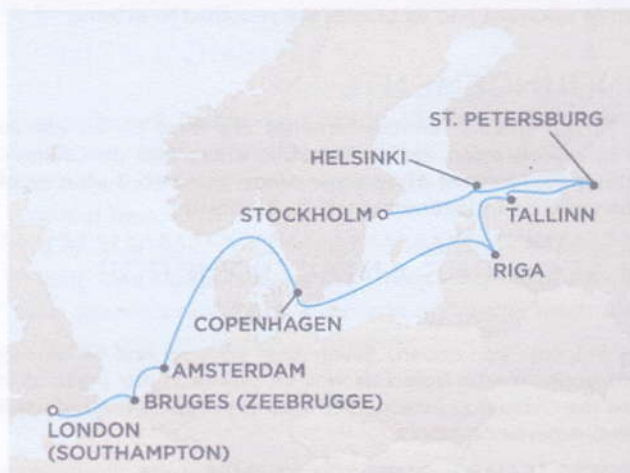 ST. PETERSBURG
HELSINKI
STOCKHOLM
TALLINN
RIGA
COPENHAGEN
AMSTERDAM
BRUGES (ZEEBRUGGE)
LONDON
(SOUTHAMPTON)